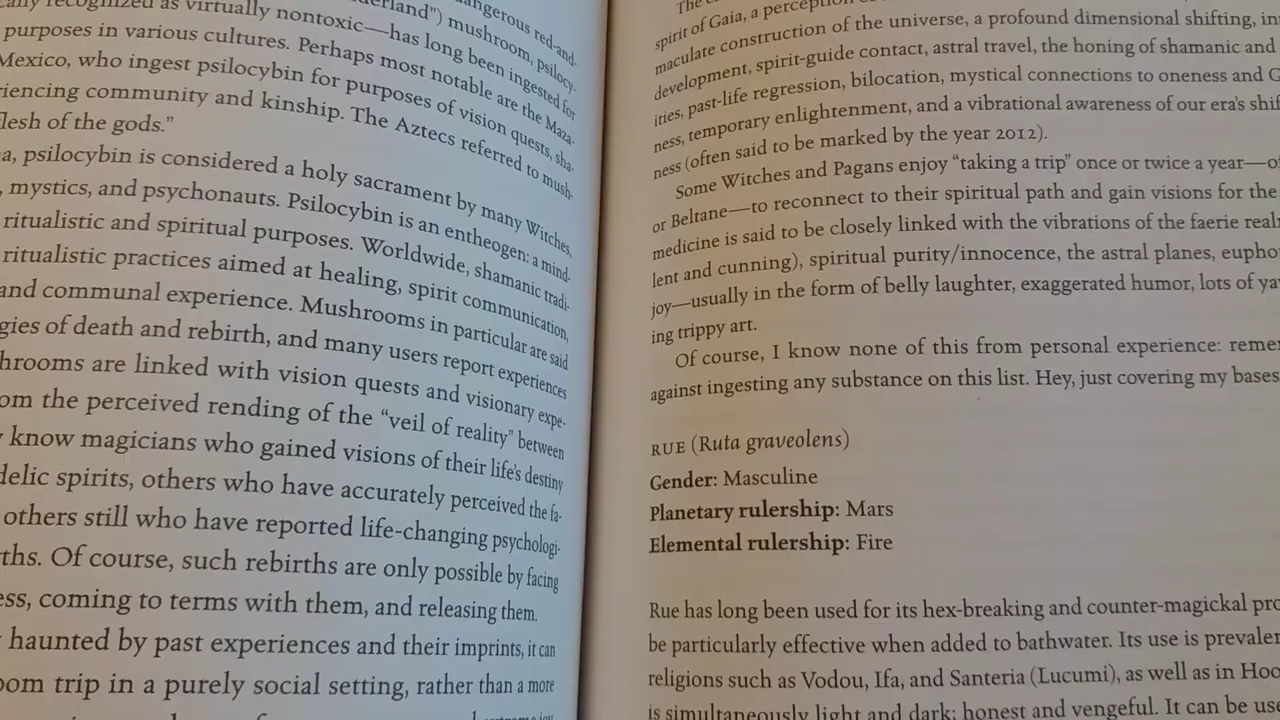 dangerous red-and-
erland") mushroom, psilocy-
recognized as virtually nontoxic—has long been ingested for
purposes in various cultures. Perhaps most notable are the Maza-
Mexico, who ingest psilocybin for purposes of vision quests, sha-
riencing community and kinship. The Aztecs referred to mush-
flesh of the gods."
a, psilocybin is considered a holy sacrament by many Witches,
, mystics, and psychonauts. Psilocybin is an entheogen: a mind-
ritualistic and spiritual purposes. Worldwide, shamanic tradi-
ritualistic practices aimed at healing, spirit communication,
and communal experience. Mushrooms in particular are said
gies of death and rebirth, and many users report experiences
hrooms are linked with vision quests and visionary expe-
om the perceived rending of the "veil of reality" between
know magicians who gained visions of their life's destiny
delic spirits, others who have accurately perceived the fa-
others still who have reported life-changing psychologi-
ths. Of course, such rebirths are only possible by facing
ess, coming to terms with them, and releasing them.
haunted by past experiences and their imprints, it can
oom trip in a purely social setting, rather than a more
The
spirit of Gaia, a perception
maculate construction of the universe, a profound dimensional shifting, in
development, spirit-guide contact, astral travel, the honing of shamanic and
ities, past-life regression, bilocation, mystical connections to oneness and G
ness, temporary enlightenment, and a vibrational awareness of our era's shif
ness (often said to be marked by the year 2012).
Some Witches and Pagans enjoy "taking a trip" once or twice a year—o
or Beltane—to reconnect to their spiritual path and gain visions for the
medicine is said to be closely linked with the vibrations of the faerie real
lent and cunning), spiritual purity/innocence, the astral planes, eupho
joy—usually in the form of belly laughter, exaggerated humor, lots of ya
ing trippy art.
Of course, I know none of this from personal experience: reme
against ingesting any substance on this list. Hey, just covering my bases
RUE (Ruta graveolens)
Gender: Masculine
Planetary rulership: Mars
Elemental rulership: Fire
Rue has long been used for its hex-breaking and counter-magickal pro
be particularly effective when added to bathwater. Its use is prevalen
religions such as Vodou, Ifa, and Santeria (Lucumi), as well as in Hoo
is simultaneously light and dark; honest and vengeful. It can be use